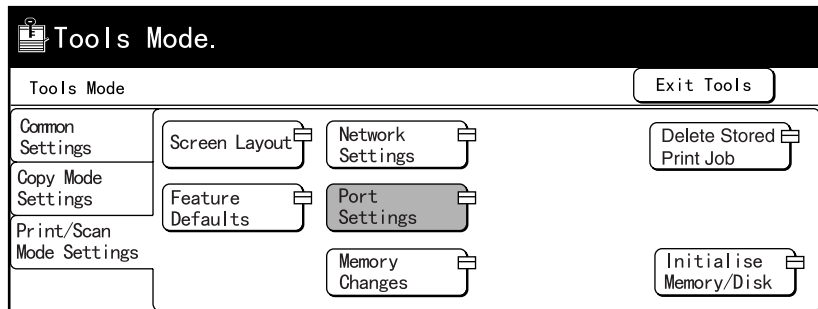 Tools Mode.
Tools Mode
Exit Tools
Common
Settings
Copy Mode
Settings
Print/Scan
Mode Settings
Screen Layout
Network
Settings
Delete Stored
Print Job
Feature
Defaults
Port
Settings
Memory
Changes
Initialise
Memory/Disk